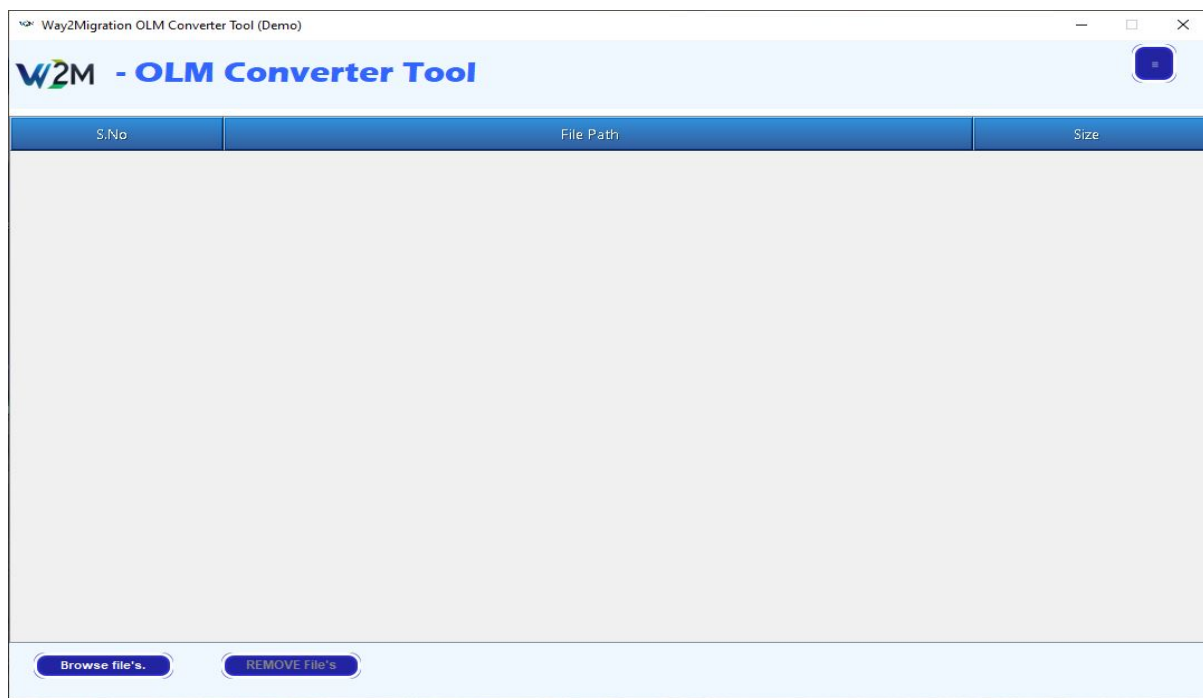 Way2Migration OLM Converter Tool (Demo)
W2M - OLM Converter Tool
S.No File Path Size
Browse file's. REMOVE File's